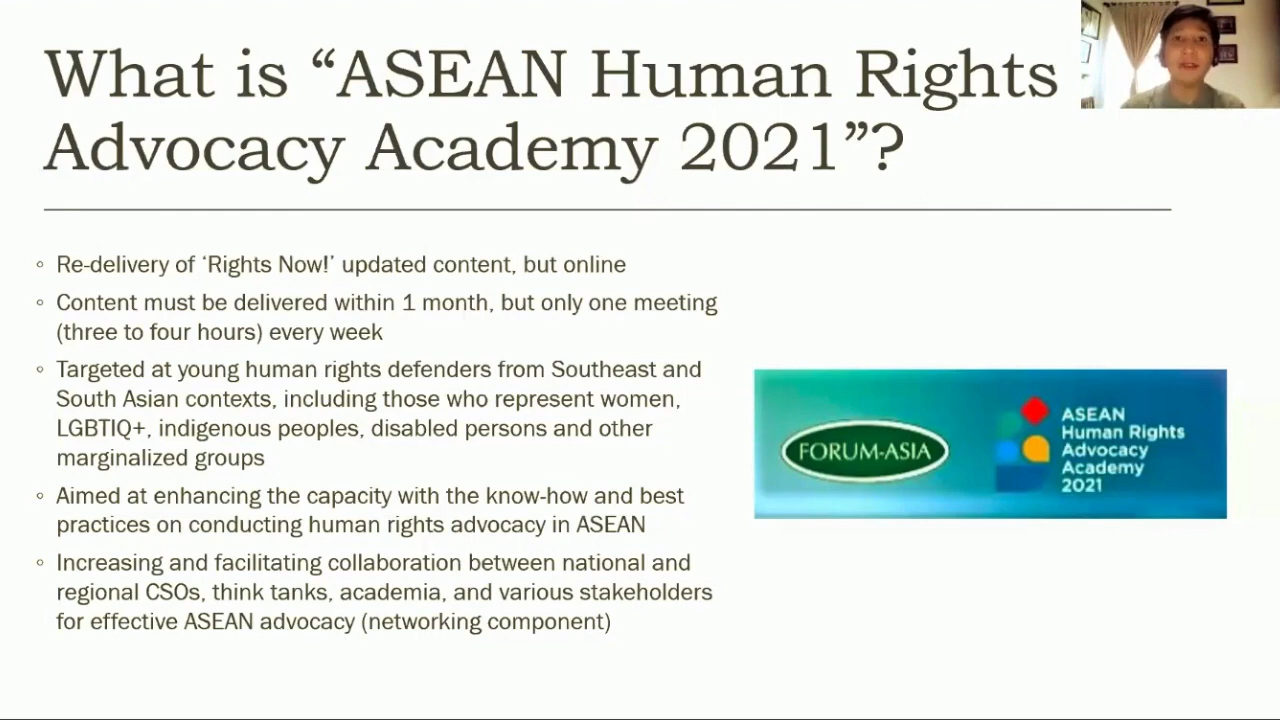 What is “ASEAN Human Rights
Advocacy Academy 2021”?
◦ Re-delivery of ‘Rights Now!’ updated content, but online
◦ Content must be delivered within 1 month, but only one meeting
(three to four hours) every week
◦ Targeted at young human rights defenders from Southeast and
South Asian contexts, including those who represent women,
LGBTIQ+, indigenous peoples, disabled persons and other
marginalized groups
◦ Aimed at enhancing the capacity with the know-how and best
practices on conducting human rights advocacy in ASEAN
◦ Increasing and facilitating collaboration between national and
regional CSOs, think tanks, academia, and various stakeholders
for effective ASEAN advocacy (networking component)
FORUM-ASIA
ASEAN
Human Rights
Advocacy
Academy
2021